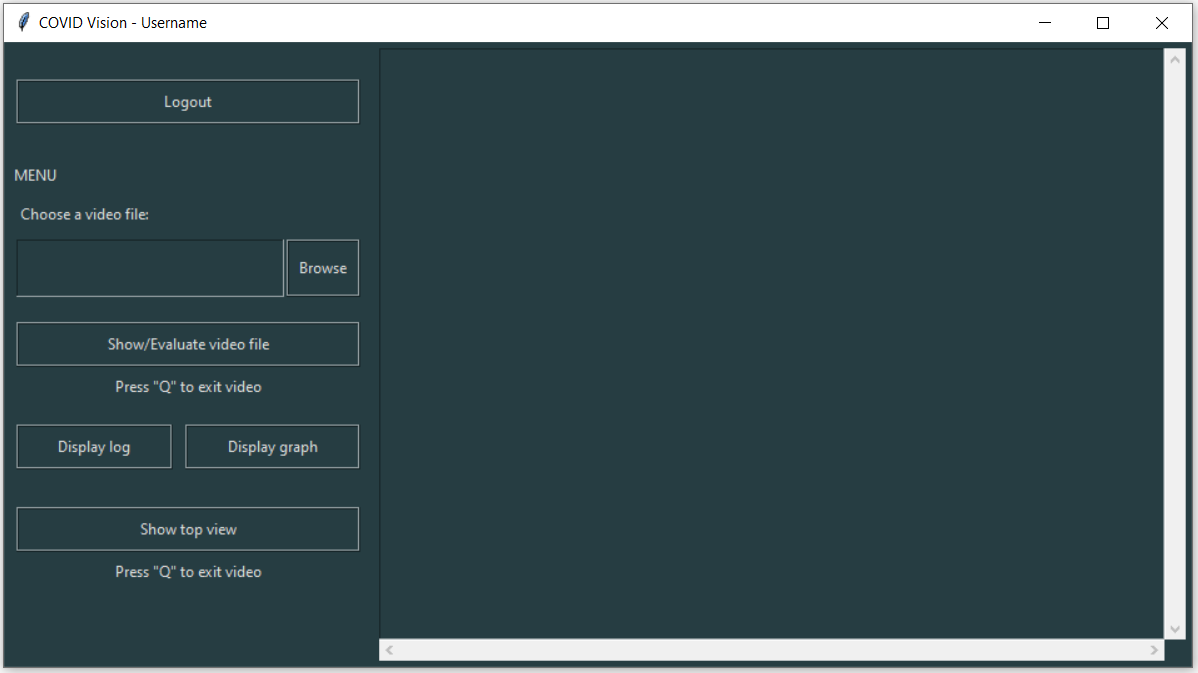 COVID Vision - Username
Logout
MENU
Choose a video file:
Browse
Show/Evaluate video file
Press "Q" to exit video
Display log
Display graph
Show top view
Press "Q" to exit video